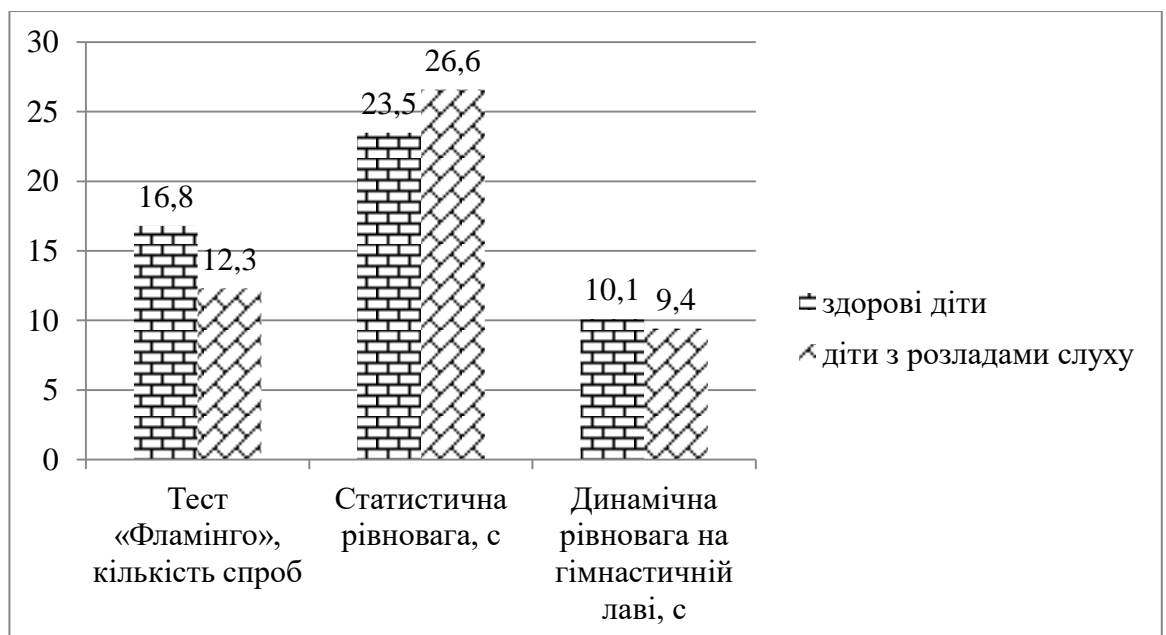 30
25
20
15
10
5
0
16,8
12,3
23,5
26,6
10,1
9,4
Тест
«Фламінго»,
кількість спроб
Статистична
рівновага, с
Динамічна
рівновага на
гімнастичній
лаві, с
здорові діти
діти з розладами слуху